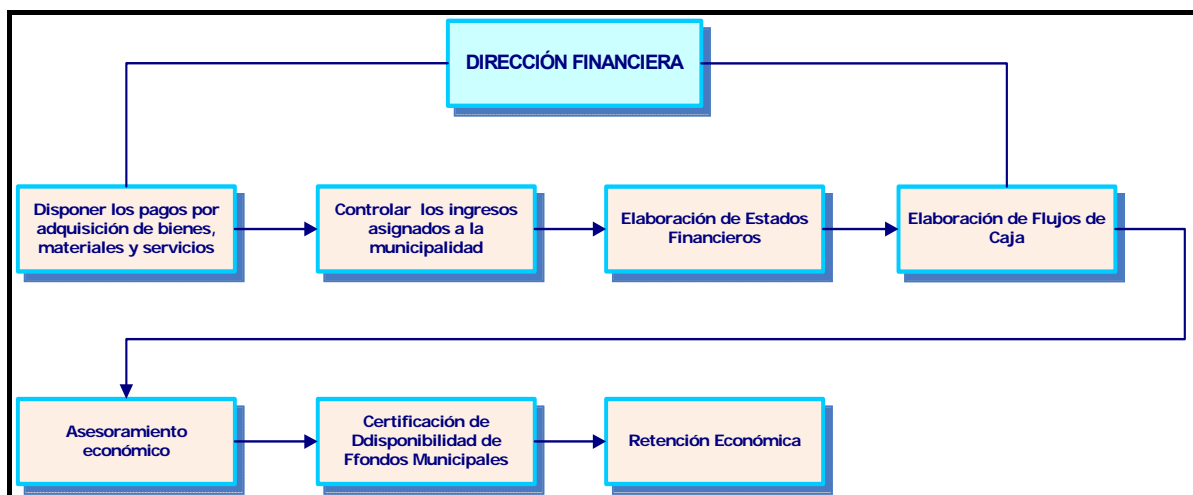 DIRECCIÓN FINANCIERA
Disponer los pagos por
adquisición de bienes,
materiales y servicios
Controlar los ingresos
asignados a la
municipalidad
Elaboración de Estados
Financieros
Elaboración de Flujos de
Caja
Asesoramiento
económico
Certificación de
Ddisponibilidad de
Ffondos Municipales
Retención Económica